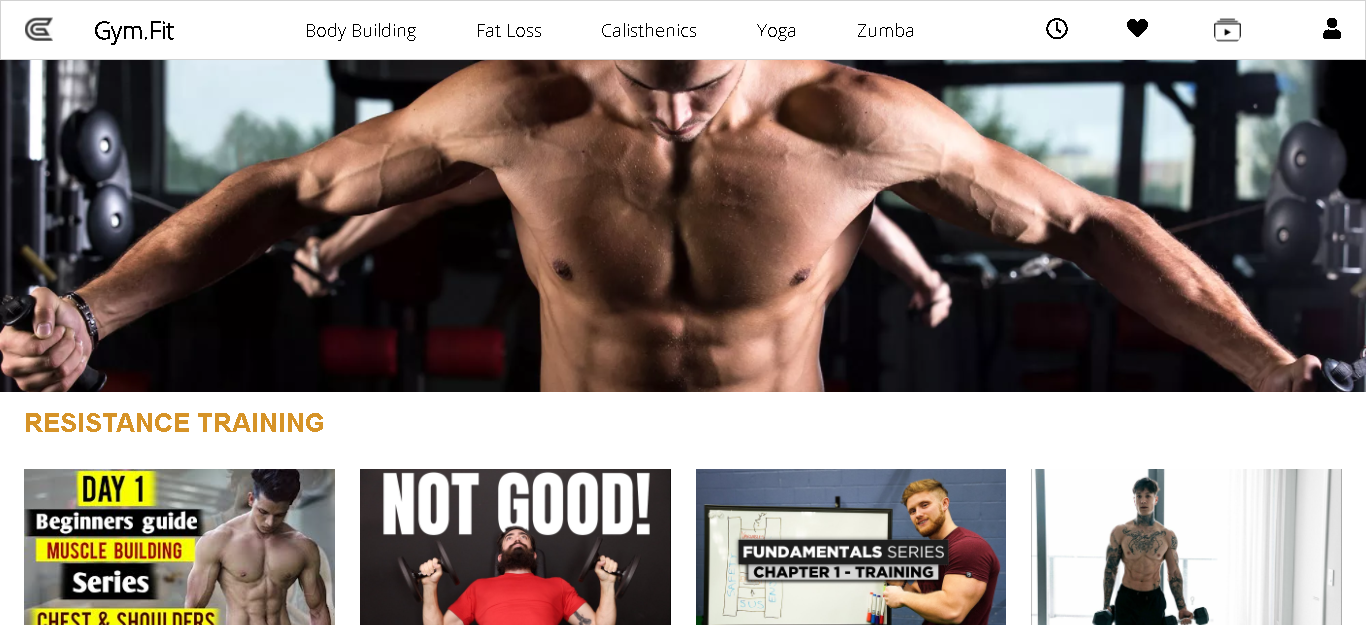 Gym.Fit
Body Building
Fat Loss
Calisthenics
Yoga
Zumba
RESISTANCE TRAINING
DAY 1
Beginners guide
MUSCLE BUILDING
Series
CHEST & SHOULDERS
NOT GOOD!
FUNDAMENTALS SERIES
CHAPTER 1 - TRAINING